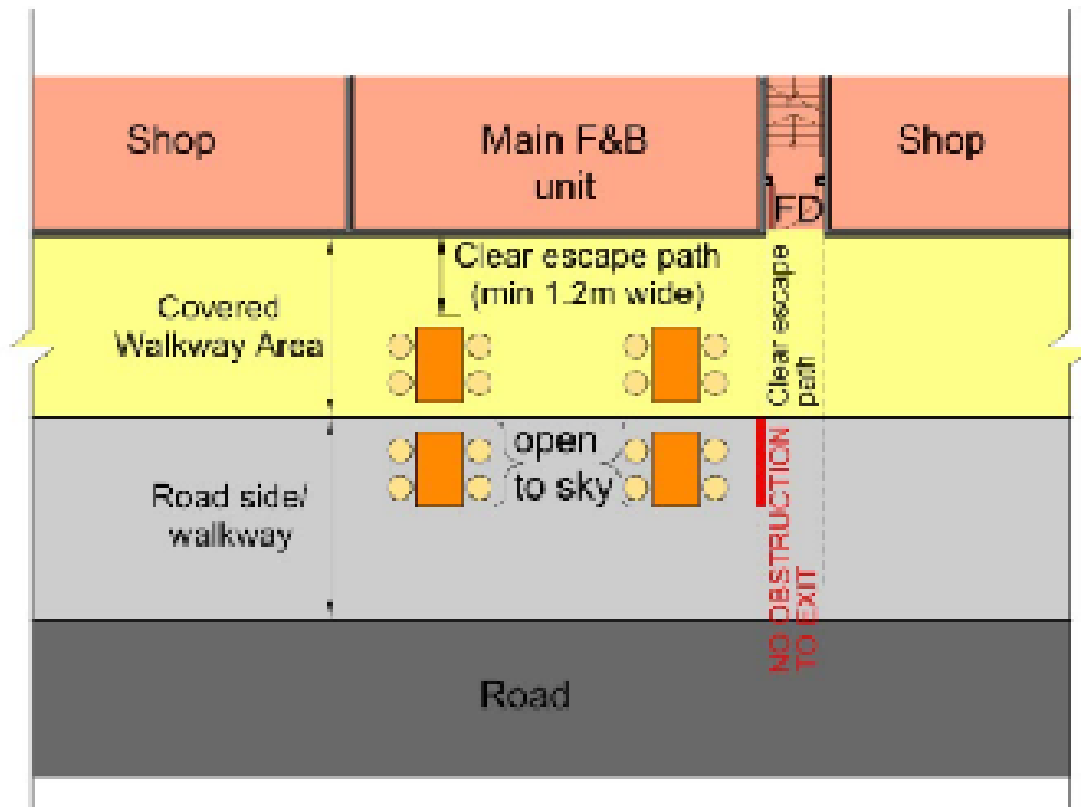 Shop
Main F&B
unit
Shop
FD
Clear escape path
(min 1.2m wide)
Clear escape
path
Covered
Walkway Area
open
to sky
Road side/
walkway
NO OBSTRUCTION
TO EXIT
Road